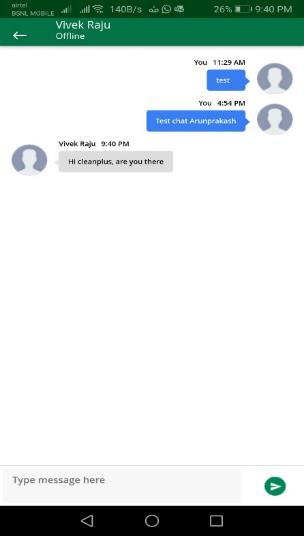 airtel
BSNL MOBILE 140B/s 26% 9:40 PM
Vivek Raju
Offline
You 11:29 AM
test
You 4:54 PM
Test chat Arunprakash
Vivek Raju 9:40 PM
Hi cleanplus, are you there
Type message here